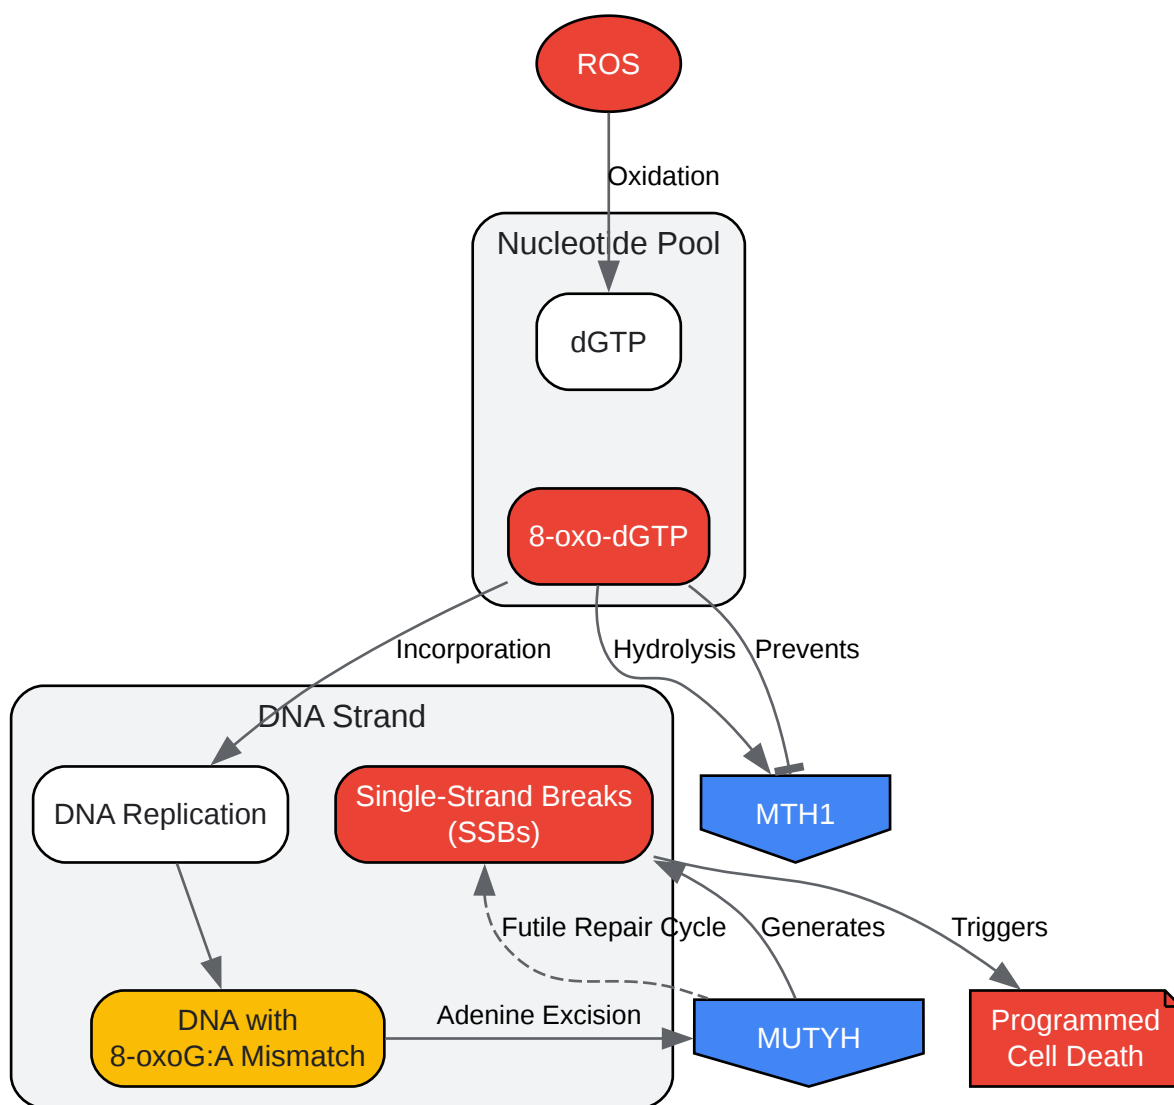 ROS
Oxidation
Nucleotide Pool
dGTP
8-oxo-dGTP
Incorporation
Hydrolysis
Prevents
DNA Strand
DNA Replication
Single-Strand Breaks
(SSBs)
MTH1
Futile Repair Cycle
Generates
Triggers
DNA with
8-oxoG:A Mismatch
Adenine Excision
MUTYH
Programmed
Cell Death